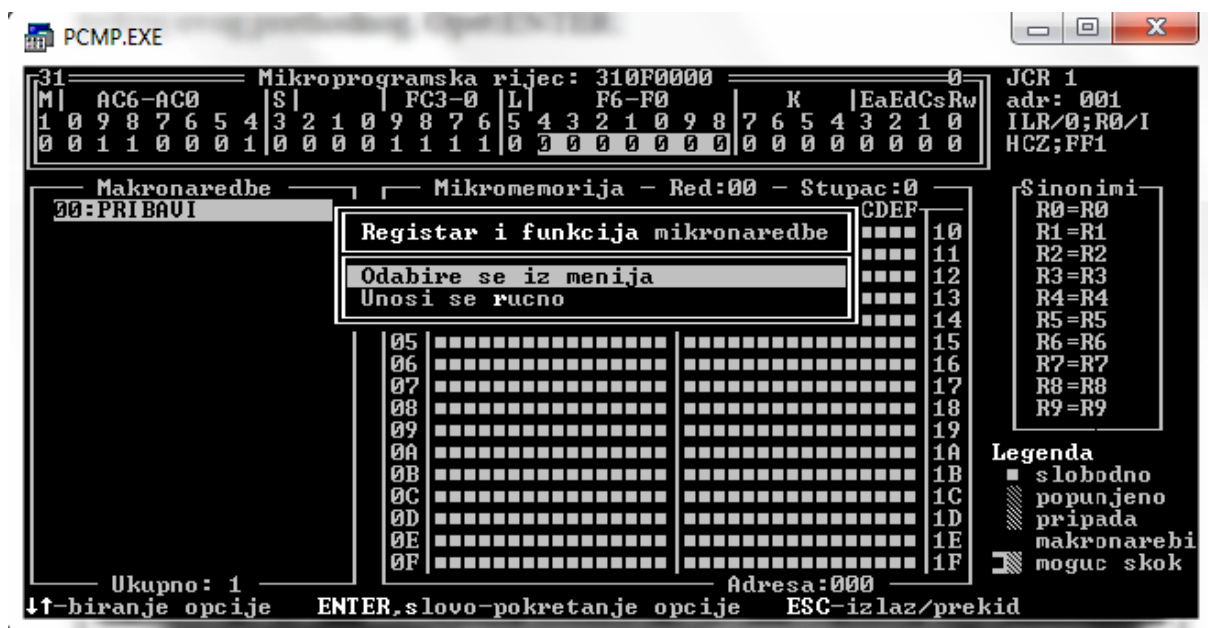 PCMP.EXE
31 Mikroprogramska rijec: 310F0000 0
M| AC6-AC0 |S| | FC3-0 |L| F6-F0 | K |EaEdCsRw
1 0 9 8 7 6 5 4|3 2 1 0 9 8 7 6|5 4 3 2 1 0 9 8|7 6 5 4 3 2 1 0
0 0 1 1 0 0 0 1|0 0 0 0 1 1 1 1|0 0 0 0 0 0 0 0|0 0 0 0 0 0 0 0
JCR 1
adr: 001
ILR/0;R0/I
HCZ;FF1
Makronaredbe
00:PRIBAVI
Ukupno: 1
Mikromemorija - Red:00 - Stupac:0
CDEF
10
11
12
13
14
05 15
06 16
07 17
08 18
09 19
0A 1A
0B 1B
0C 1C
0D 1D
0E 1E
0F 1F
Adresa:000
Registar i funkcija mikronaredbe
Odabire se iz menija
Unosi se rucno
Sinonimi
R0=R0
R1=R1
R2=R2
R3=R3
R4=R4
R5=R5
R6=R6
R7=R7
R8=R8
R9=R9
Legenda
slobodno
popunjeno
pripada
makronarebi
moguc skok
↓↑-biranje opcije ENTER,slovo-pokretanje opcije ESC-izlaz/prekid